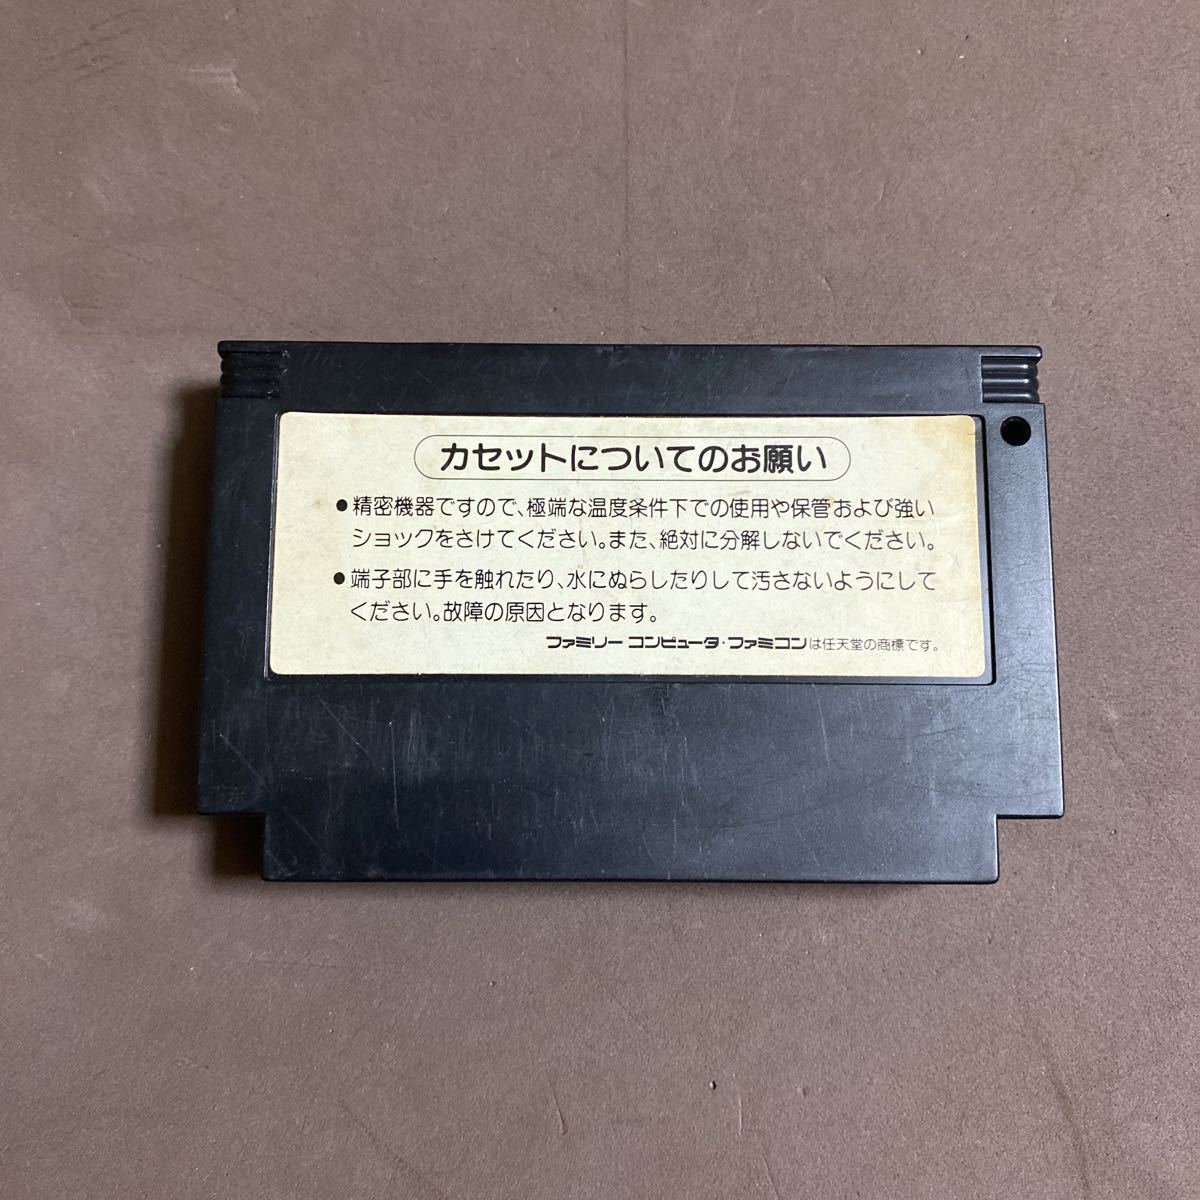 カセットについてのお願い
●精密機器ですので、極端な温度条件下での使用や保管および強い
ショックをさけてください。また、絶対に分解しないでください。
●端子部に手を触れたり、水にぬらしたりして汚さないようにして
ください。故障の原因となります。
ファミリーコンピュータ・ファミコンは任天堂の商標です。